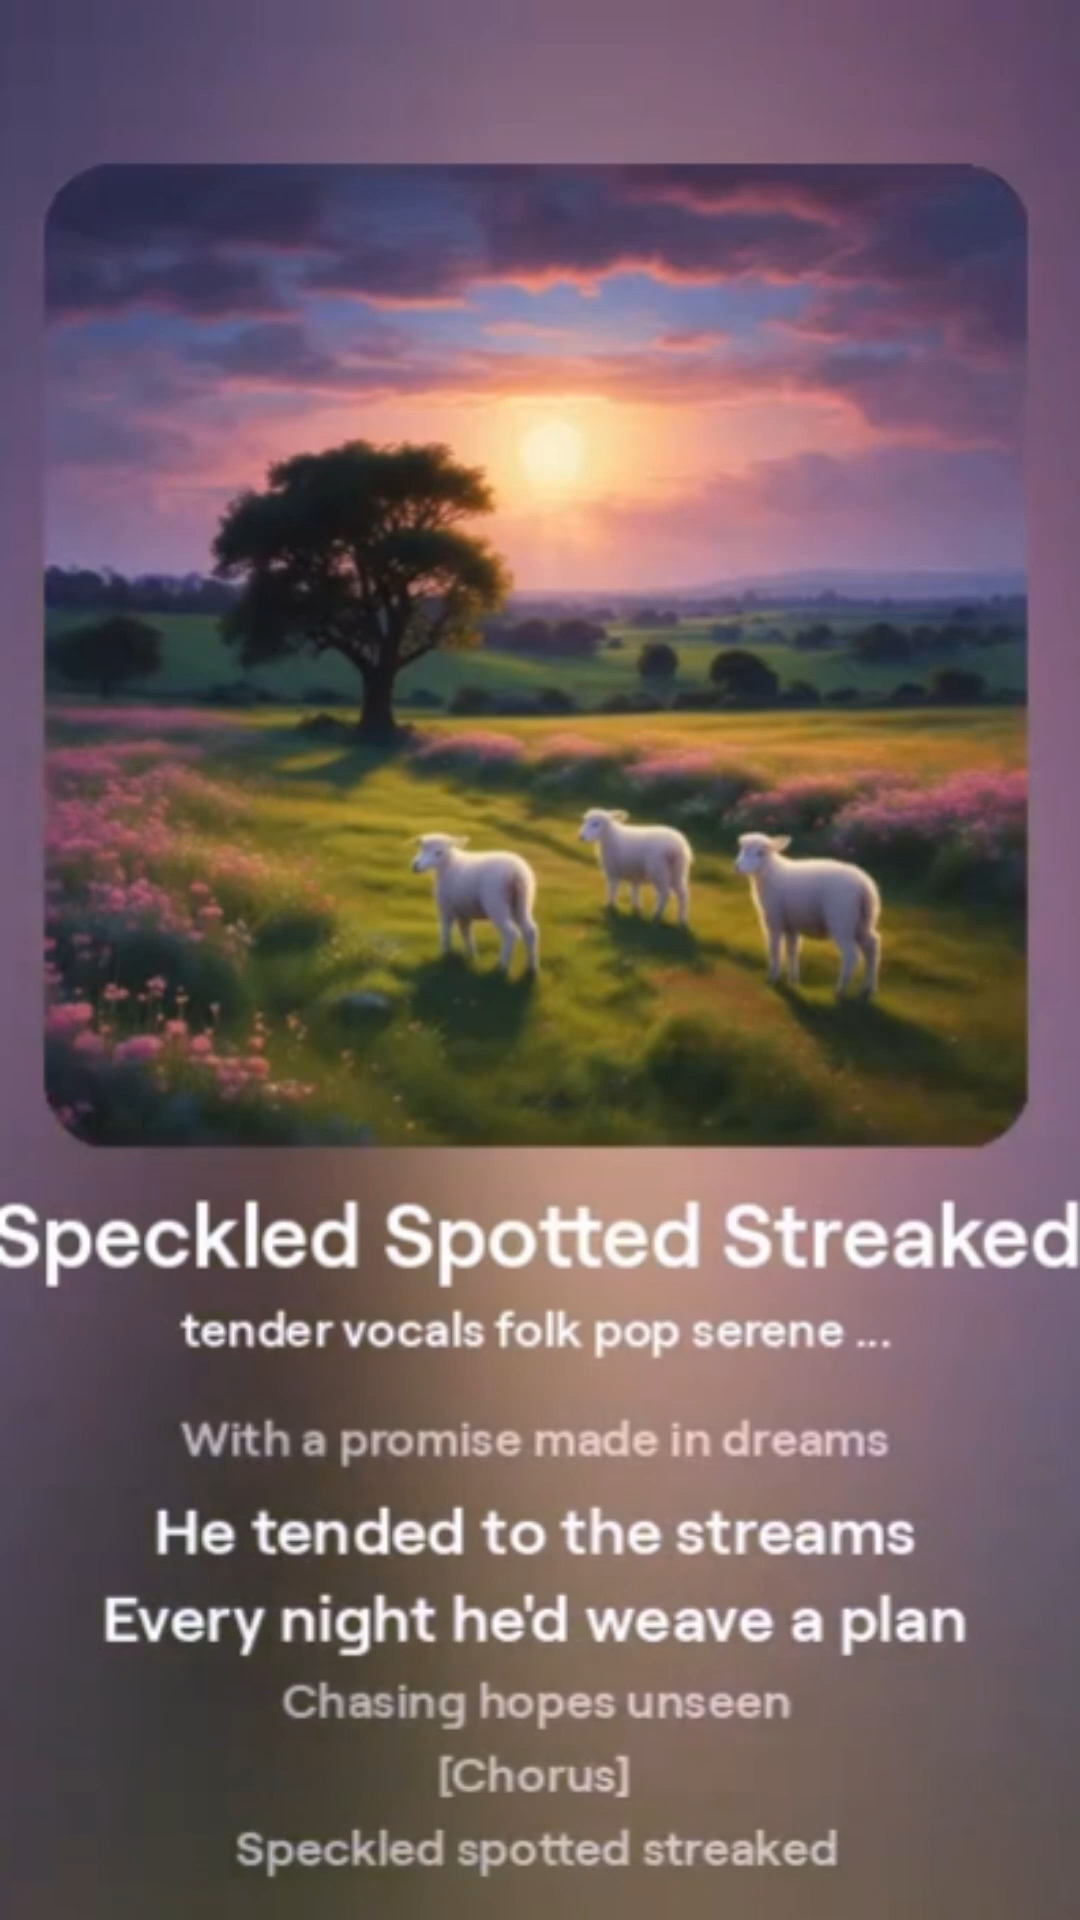 Speckled Spotted Streaked
tender vocals folk pop serene ...
With a promise made in dreams
He tended to the streams
Every night he'd weave a plan
Chasing hopes unseen
[Chorus]
Speckled spotted streaked